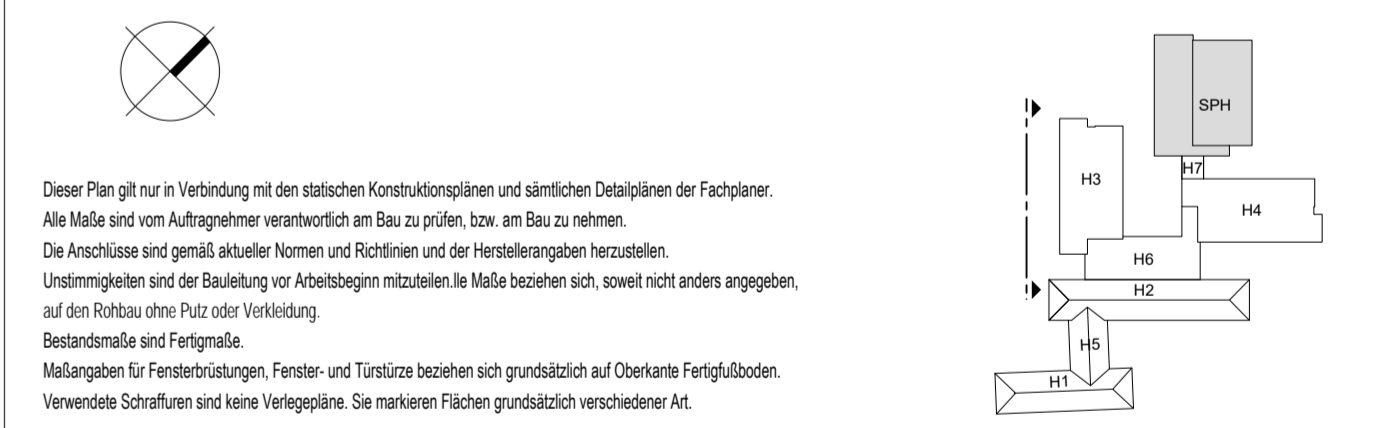 Dieser Plan gilt nur in Verbindung mit den statischen Konstruktionsplänen und sämtlichen Detailplänen der Fachplaner.
Alle Maße sind vom Auftragnehmer verantwortlich am Bau zu prüfen, bzw. am Bau zu nehmen.
Die Anschlüsse sind gemäß aktueller Normen und Richtlinien und der Herstellerangaben herzustellen.
Unstimmigkeiten sind der Bauleitung vor Arbeitsbeginn mitzuteilen.lle Maße beziehen sich, soweit nicht anders angegeben,
auf den Rohbau ohne Putz oder Verkleidung.
Bestandsmaße sind Fertigmaße.
Maßangaben für Fensterbrüstungen, Fenster- und Türstürze beziehen sich grundsätzlich auf Oberkante Fertigfußboden.
Verwendete Schraffuren sind keine Verlegepläne. Sie markieren Flächen grundsätzlich verschiedener Art.
SPH
H7
H3
H4
H6
H2
H5
H1